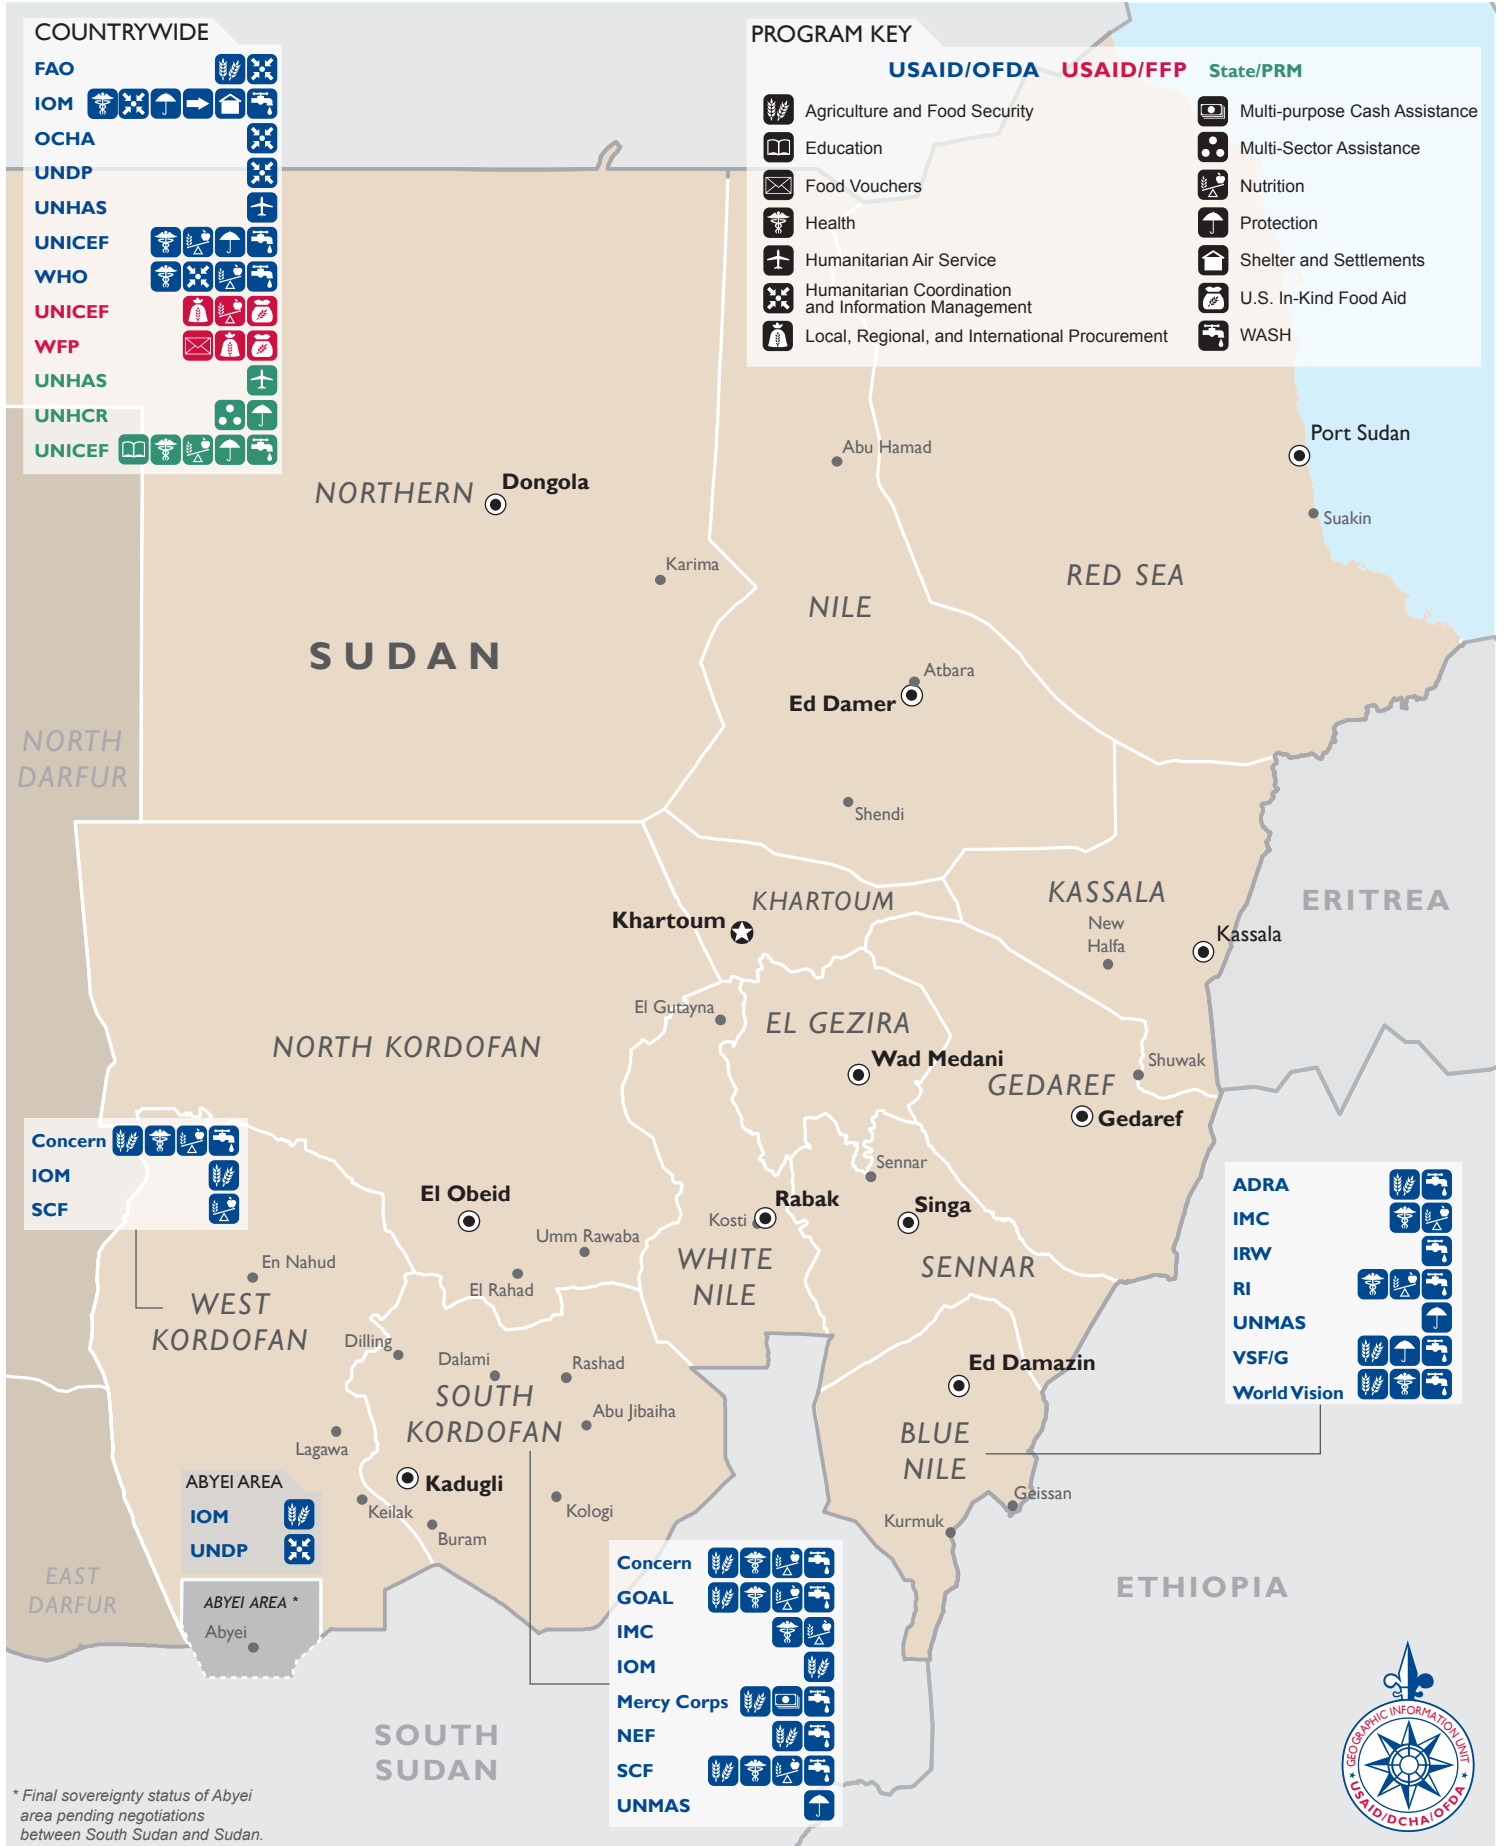 COUNTRYWIDE
FAO
IOM
OCHA
UNDP
UNHAS
UNICEF
WHO
UNICEF
WFP
UNHAS
UNHCR
UNICEF
PROGRAM KEY
USAID/OFDA USAID/FFP State/PRM
Agriculture and Food Security
Education
Food Vouchers
Health
Humanitarian Air Service
Humanitarian Coordination
and Information Management
Local, Regional, and International Procurement
Multi-purpose Cash Assistance
Multi-Sector Assistance
Nutrition
Protection
Shelter and Settlements
U.S. In-Kind Food Aid
WASH
Abu Hamad
Port Sudan
Suakin
NORTHERN
Dongola
Karima
RED SEA
NILE
SUDAN
Atbara
Ed Damer
NORTH
DARFUR
Shendi
KHARTOUM
Khartoum
KASSALA
New
Halfa
Kassala
ERITREA
El Gutayna
EL GEZIRA
NORTH KORDOFAN
Wad Medani
Shuwak
GEDAREF
Gedaref
Concern
IOM
SCF
Sennar
El Obeid
Rabak
Kosti
Singa
Umm Rawaba
En Nahud
El Rahad
WHITE
NILE
SENNAR
WEST
KORDOFAN
ADRA
IMC
IRW
RI
UNMAS
VSF/G
World Vision
Dilling
Dalami
Rashad
Ed Damazin
SOUTH
KORDOFAN
Abu Jibaiha
BLUE
NILE
Lagawa
Kadugli
Keilak
Buram
Kologi
Geissan
Kurmuk
ABYEI AREA
IOM
UNDP
EAST
DARFUR
ABYEI AREA *
Abyei
ETHIOPIA
Concern
GOAL
IMC
IOM
Mercy Corps
NEF
SCF
UNMAS
SOUTH
SUDAN
GEOGRAPHIC INFORMATION UNIT
USAID/DCHA/OFDA
* Final sovereignty status of Abyei
area pending negotiations
between South Sudan and Sudan.